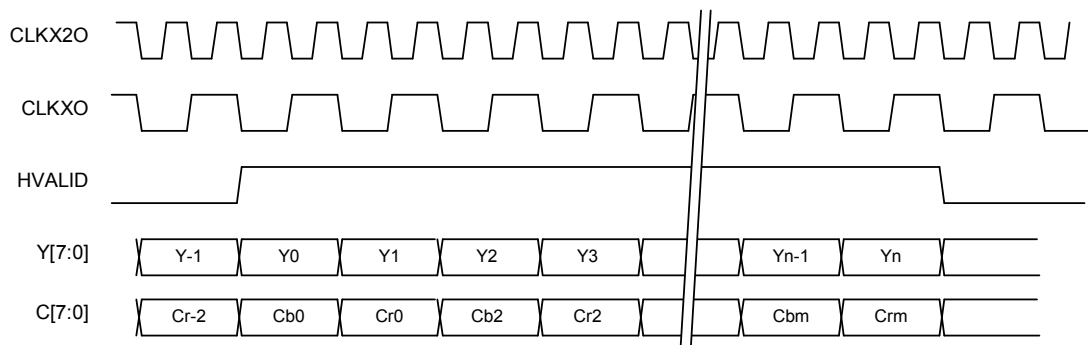 CLKX2O
CLKXO
HVALID
Y[7:0] Y-1 Y0 Y1 Y2 Y3 Yn-1 Yn
C[7:0] Cr-2 Cb0 Cr0 Cb2 Cr2 Cbm Crm